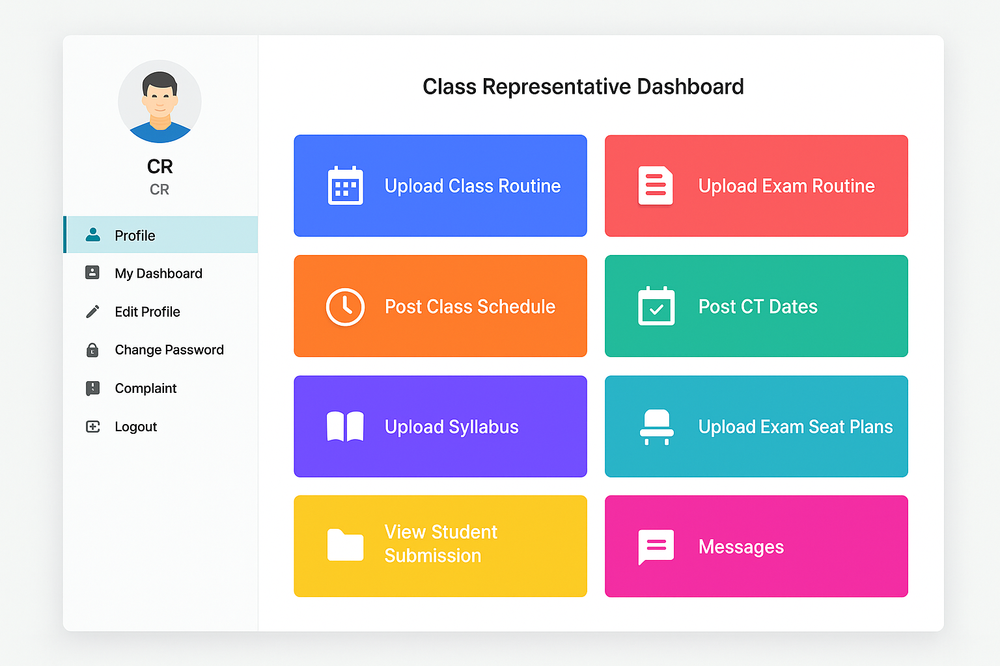 CR
CR
Profile
My Dashboard
Edit Profile
Change Password
Complaint
Logout
Class Representative Dashboard
Upload Class Routine
Upload Exam Routine
Post Class Schedule
Post CT Dates
Upload Syllabus
Upload Exam Seat Plans
View Student
Submission
Messages